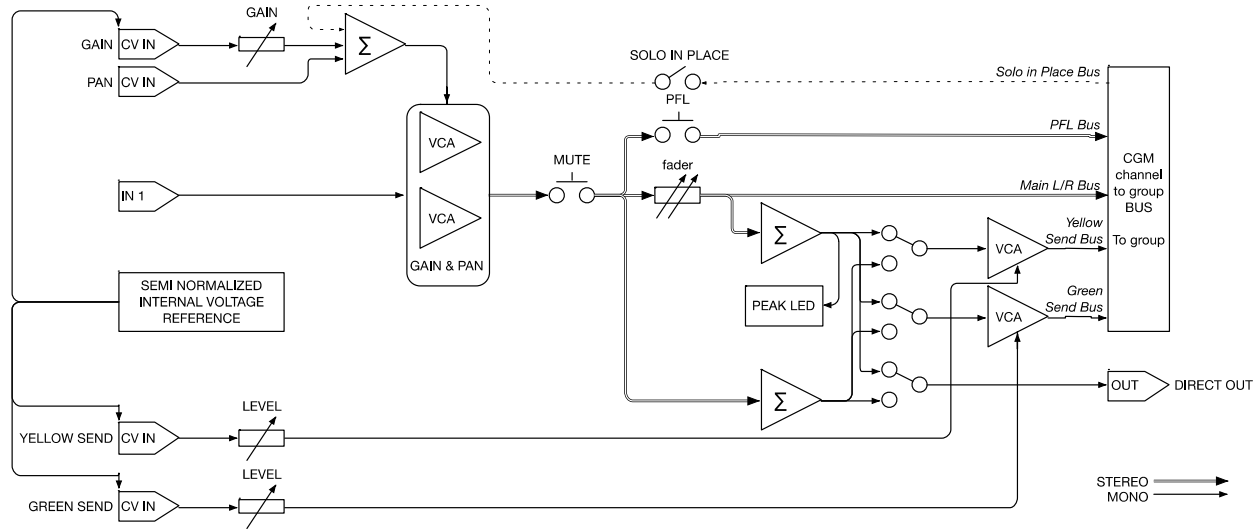 GAIN
GAIN CV IN
Σ
PAN CV IN
SOLO IN PLACE
Solo in Place Bus
PFL
PFL Bus
VCA
MUTE
fader
CGM
channel
to group
BUS
To group
IN 1
Main L/R Bus
VCA
GAIN & PAN
Σ
Yellow
Send Bus
VCA
SEMI NORMALIZED
INTERNAL VOLTAGE
REFERENCE
PEAK LED
Green
Send Bus
VCA
Σ
OUT DIRECT OUT
LEVEL
YELLOW SEND CV IN
LEVEL
GREEN SEND CV IN
STEREO
MONO